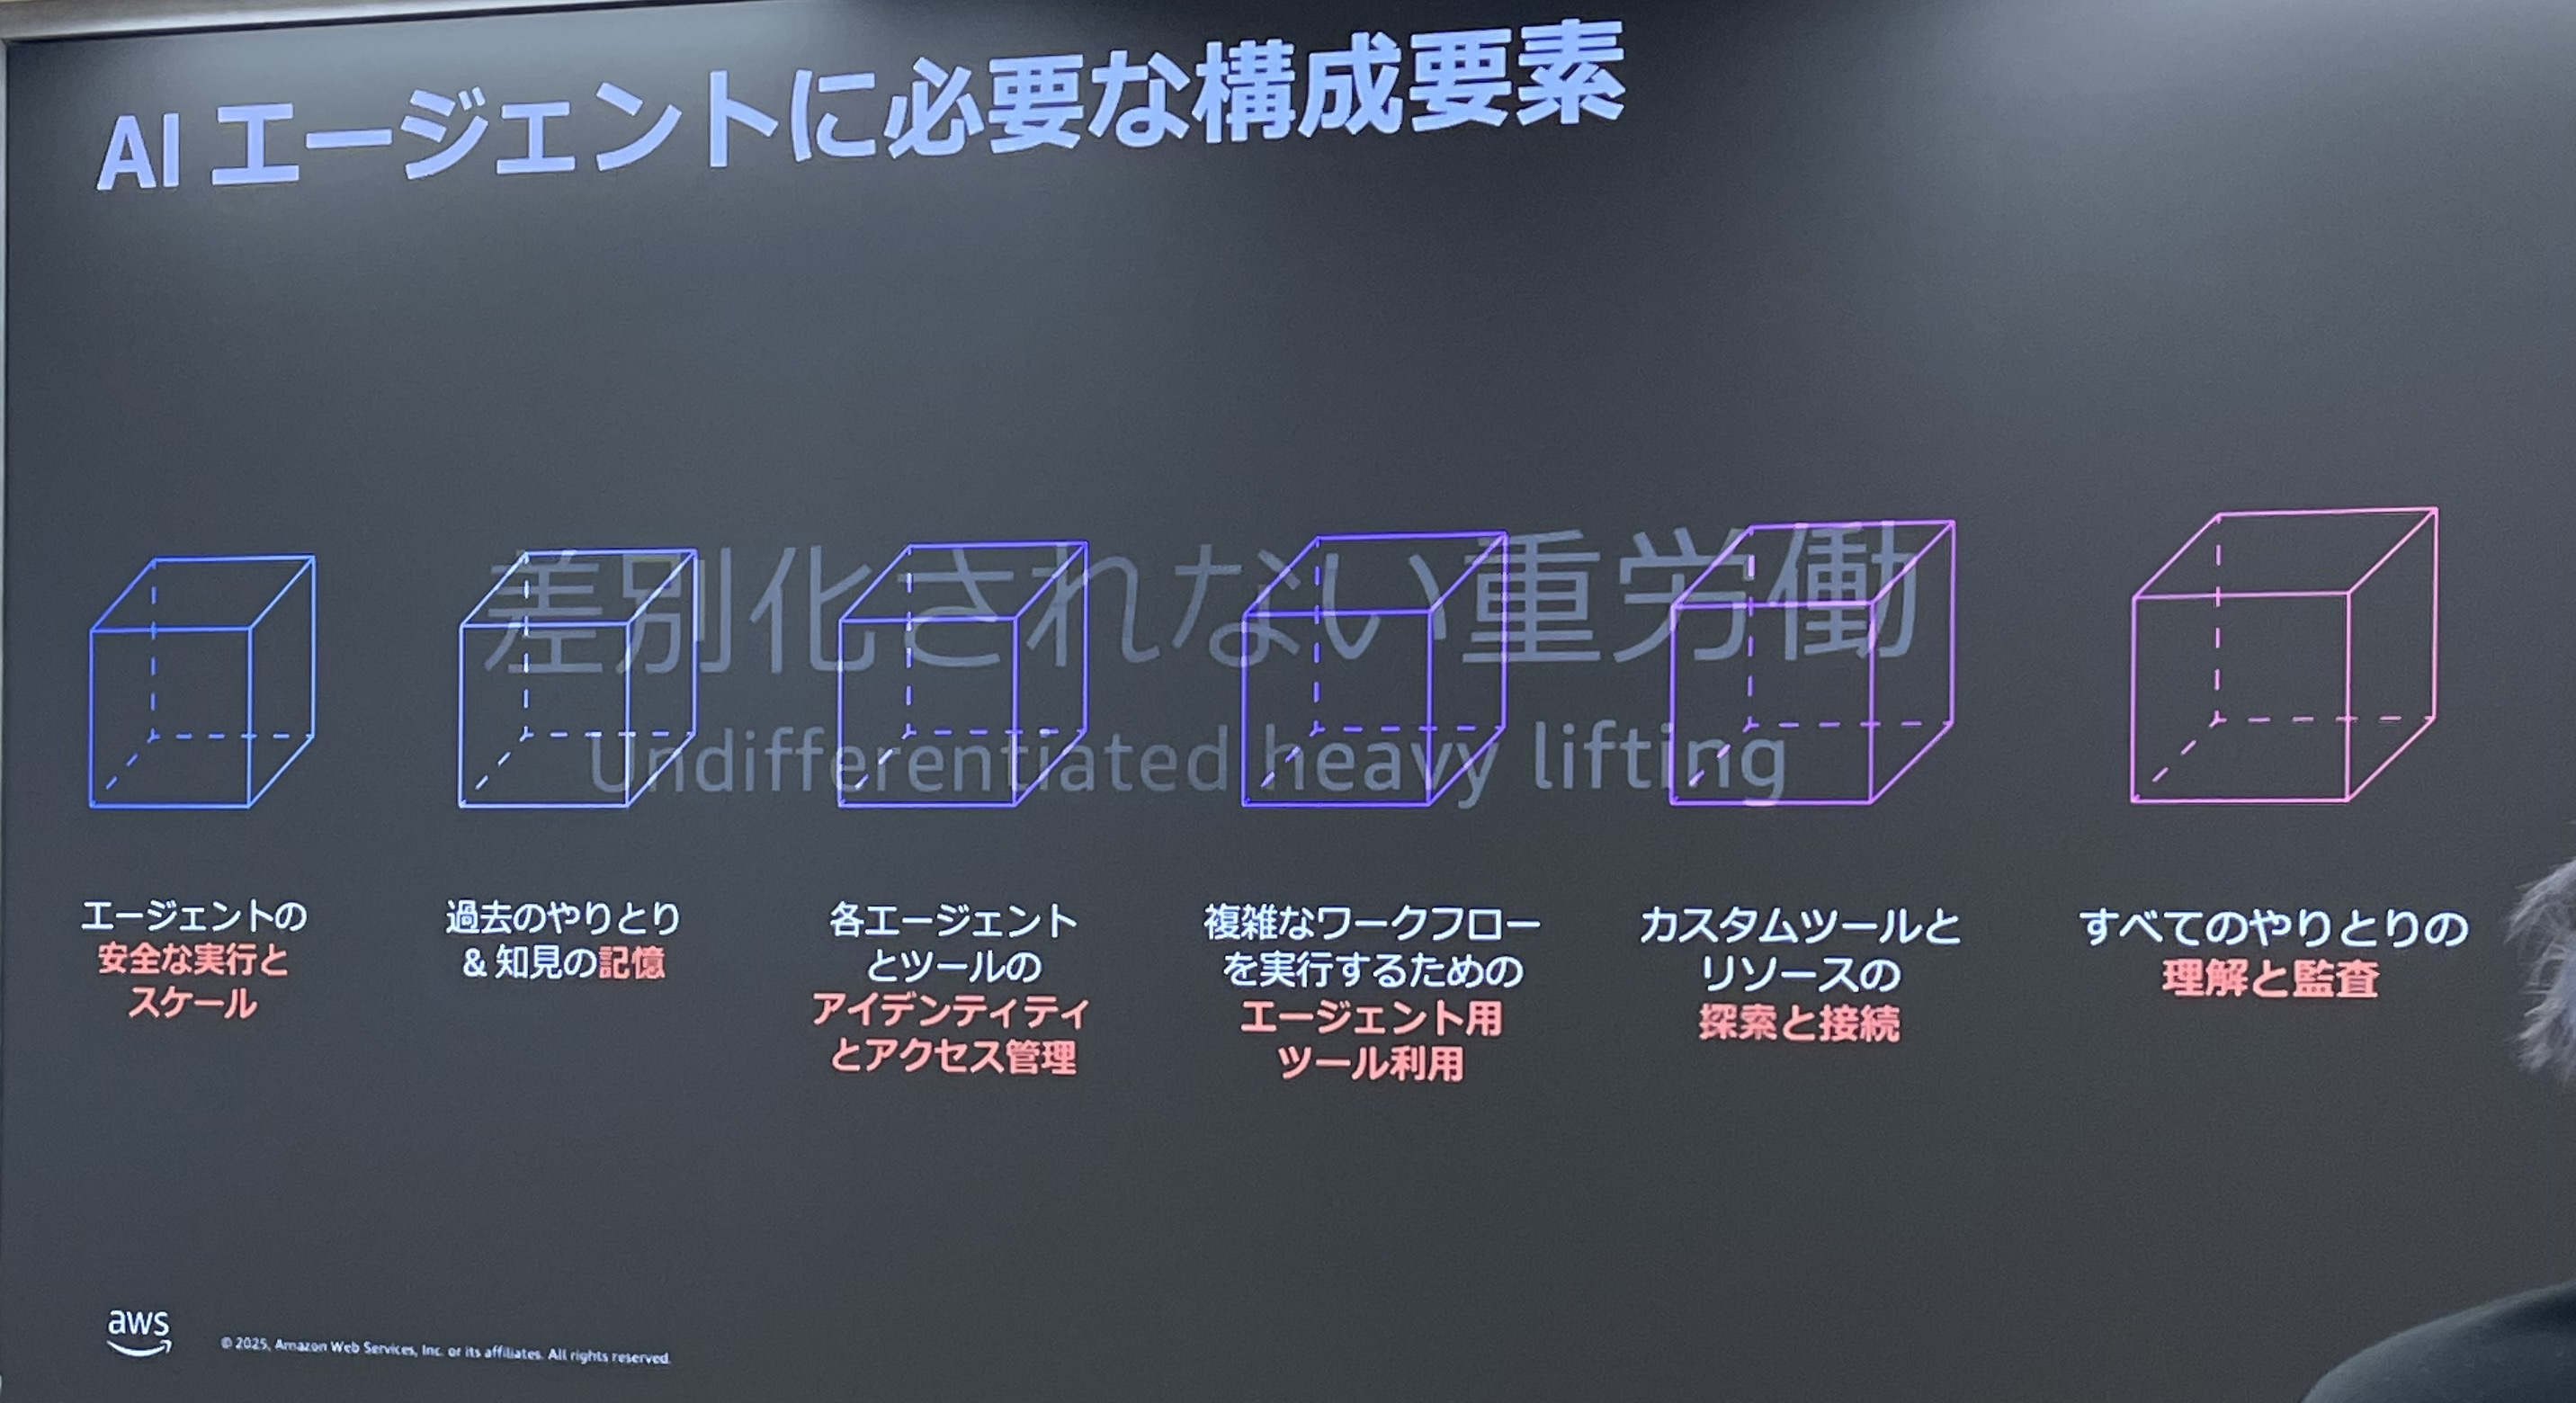 AI エージェントに必要な構成要素
差別化されない重労働
Undifferentiated heavy lifting
エージェントの
安全な実行と
スケール
過去のやりとり
& 知見の記憶
各エージェント
とツールの
アイデンティティ
とアクセス管理
複雑なワークフロー
を実行するための
エージェント用
ツール利用
カスタムツールと
リソースの
探索と接続
すべてのやりとりの
理解と監査
aws
© 2025, Amazon Web Services, Inc. or its affiliates. All rights reserved.